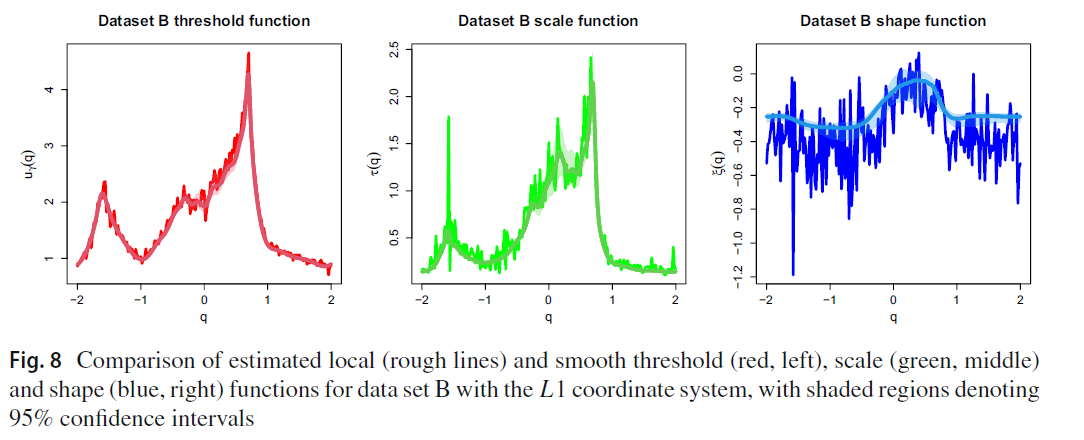 Dataset B threshold function
Dataset B scale function
Dataset B shape function
4
3
2
1
uᵧ(q)
−2
−1
0
1
2
q
2.5
2.0
1.5
1.0
0.5
τ(q)
−2
−1
0
1
2
q
0.0
−0.2
−0.4
−0.6
−0.8
−1.0
−1.2
ξ(q)
−2
−1
0
1
2
q
Fig. 8 Comparison of estimated local (rough lines) and smooth threshold (red, left), scale (green, middle)
and shape (blue, right) functions for data set B with the L1 coordinate system, with shaded regions denoting
95% confidence intervals